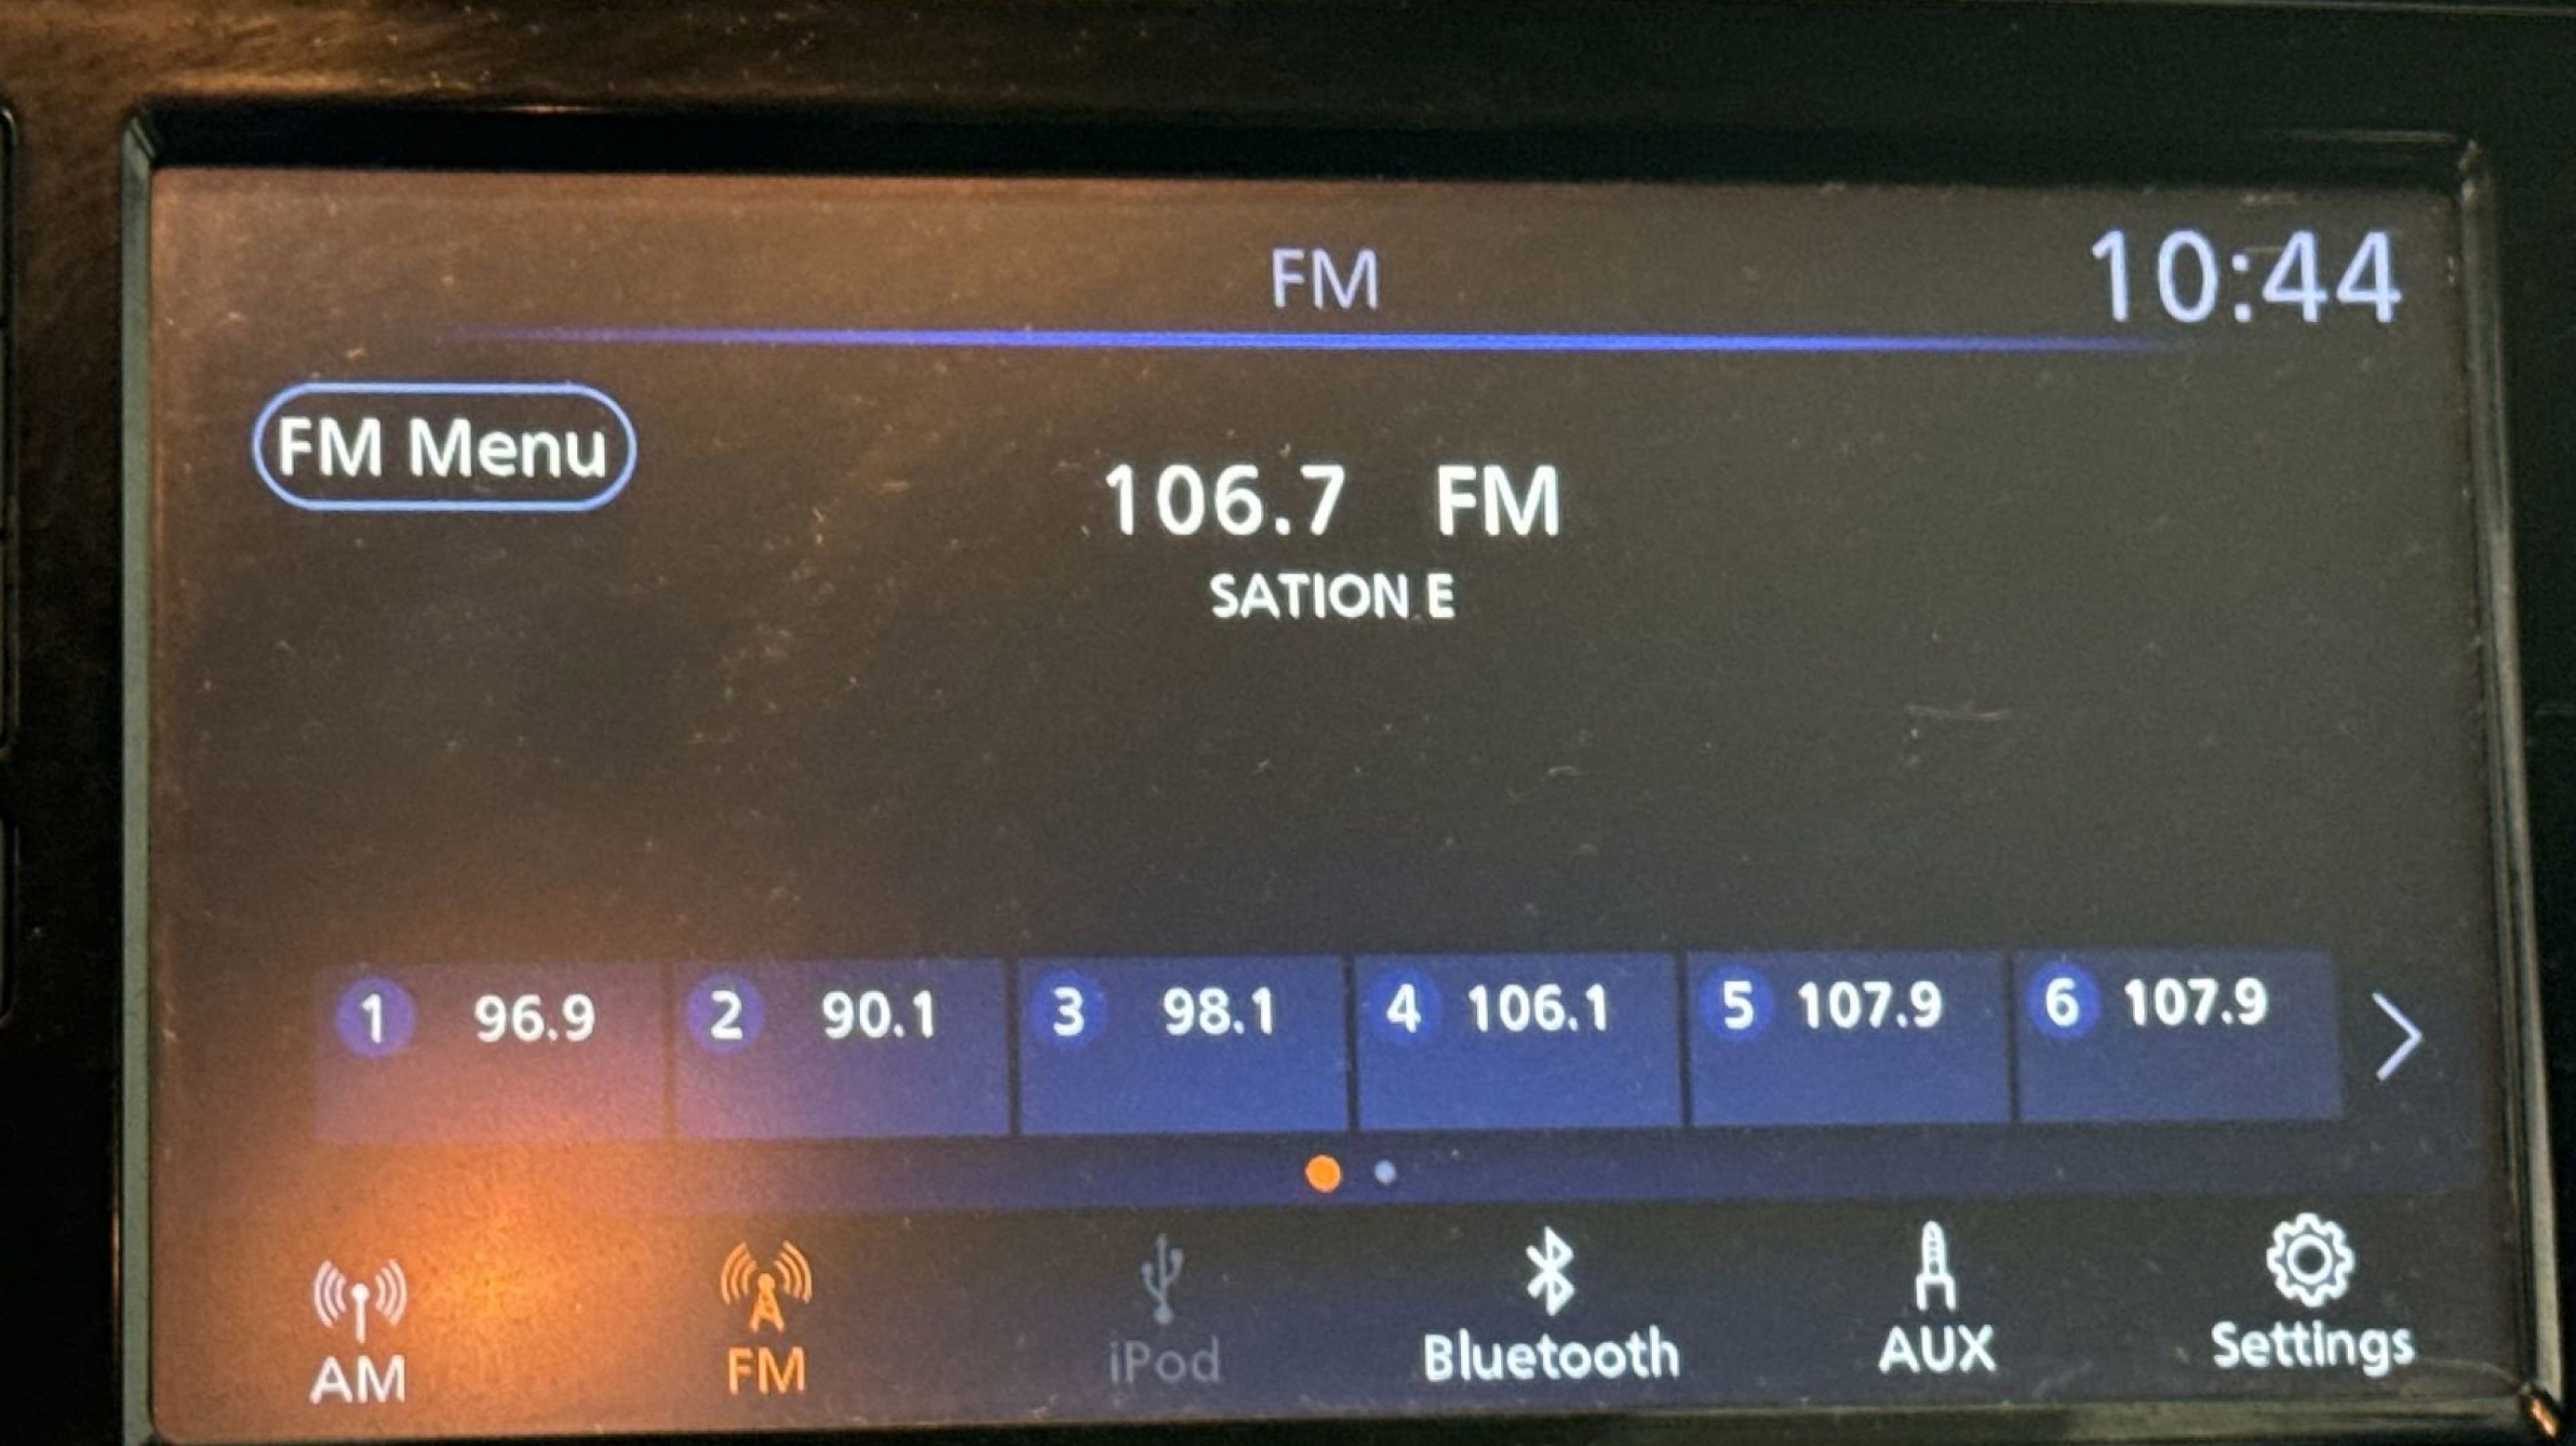 FM
10:44
FM Menu
106.7 FM
SATION E
1 96.9
2 90.1
3 98.1
4 106.1
5 107.9
6 107.9
AM
FM
iPod
Bluetooth
AUX
Settings